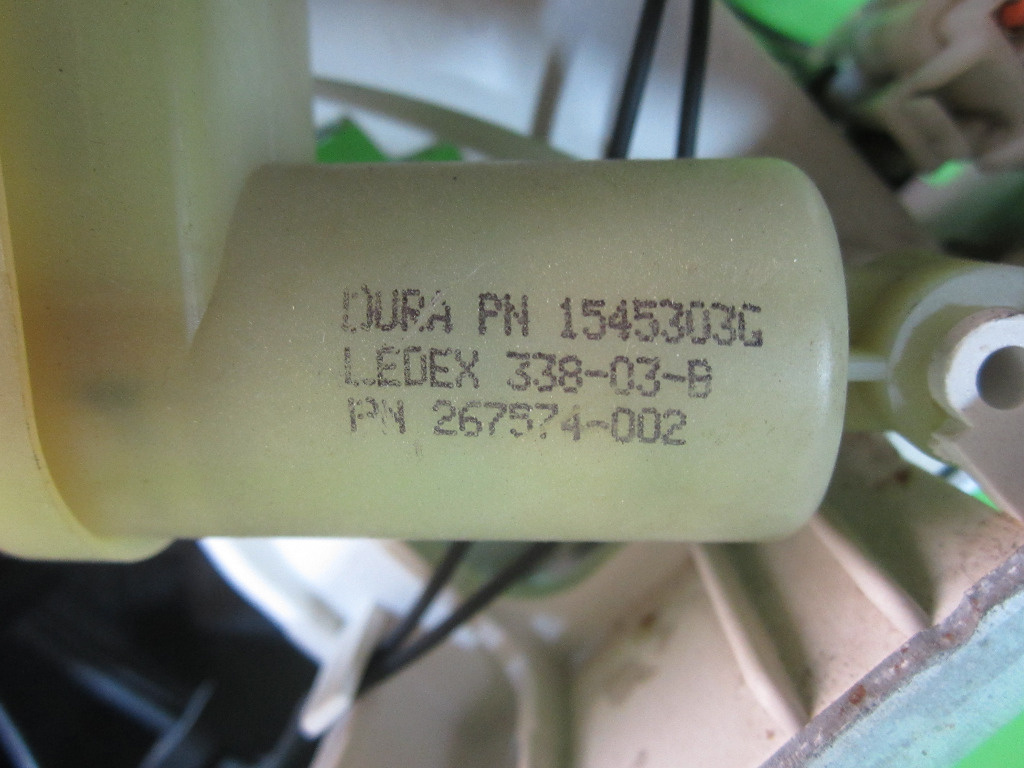 DURA PN 1545303G
LEDEX 338-03-B
PN 267574-002